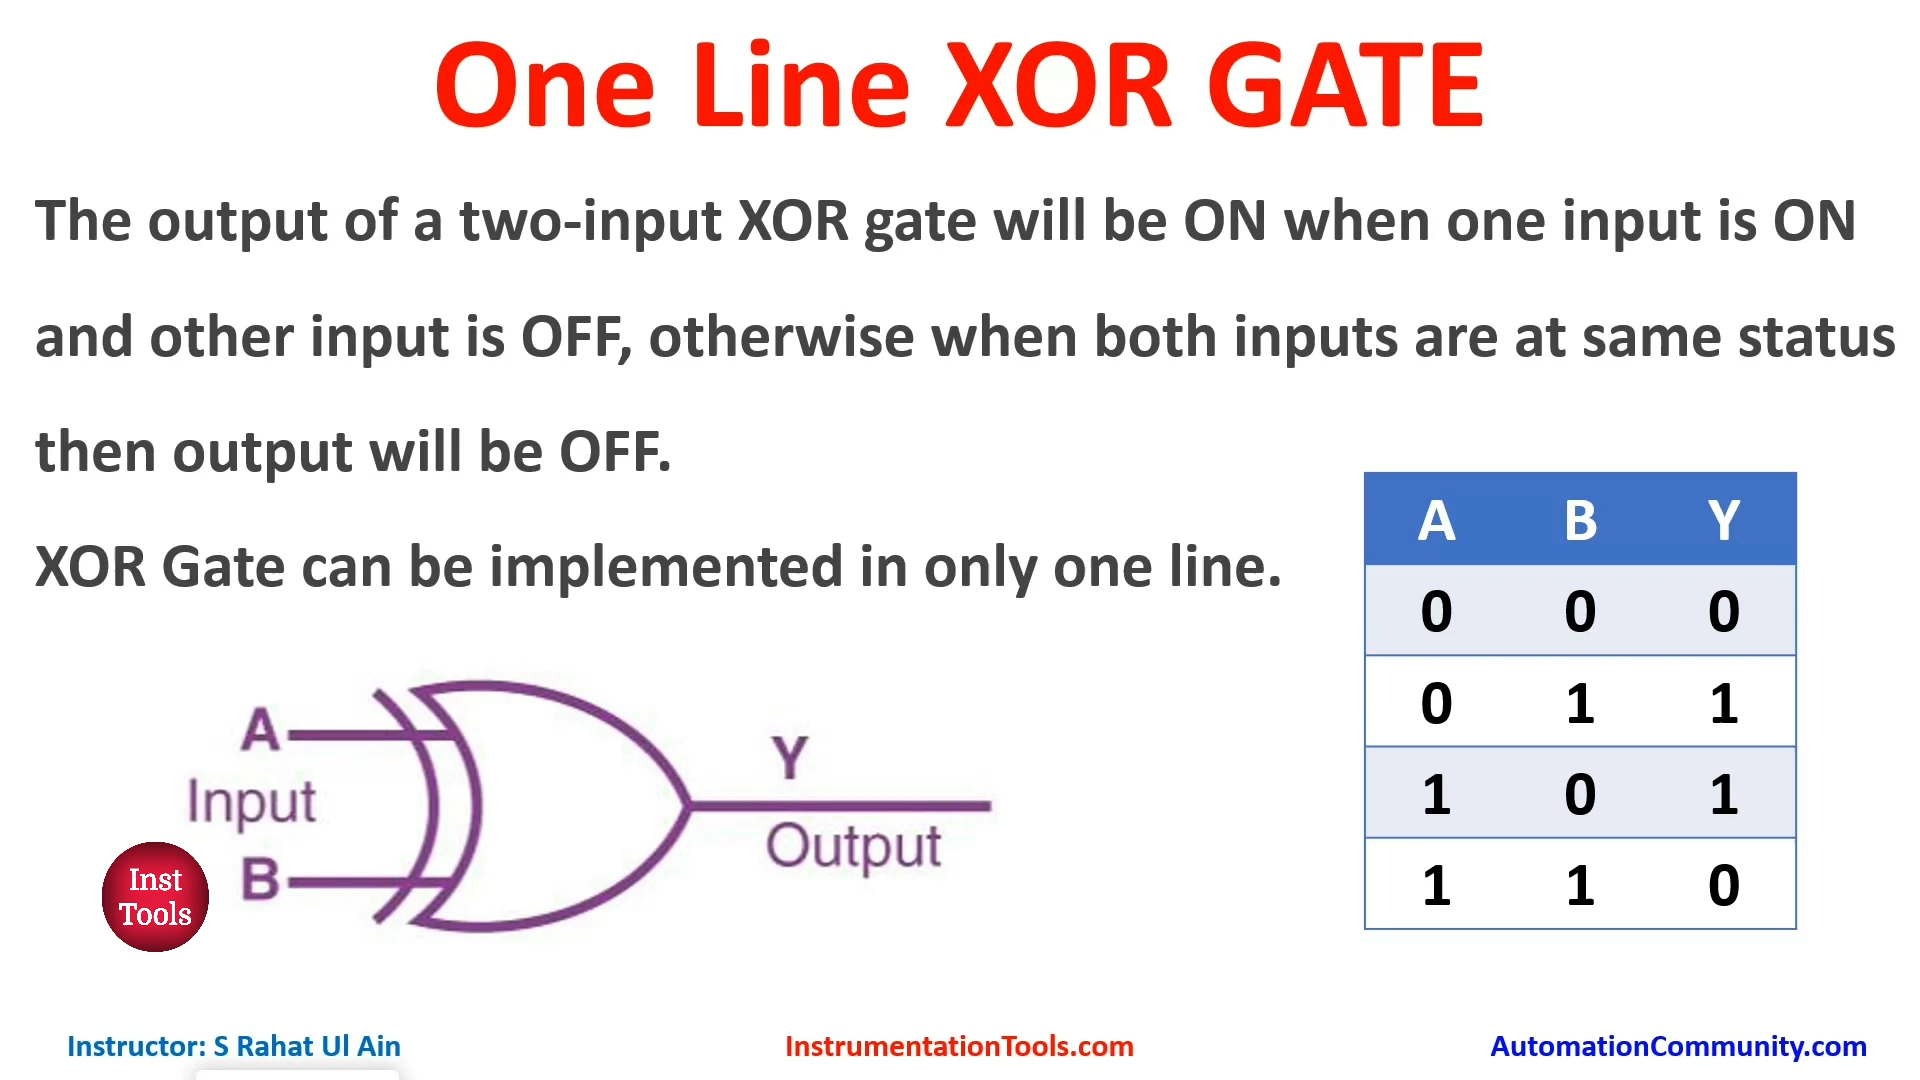 One Line XOR GATE
The output of a two-input XOR gate will be ON when one input is ON
and other input is OFF, otherwise when both inputs are at same status
then output will be OFF.
XOR Gate can be implemented in only one line.
A B Y
0 0 0
0 1 1
1 0 1
1 1 0
A
Input
B
Y
Output
Inst
Tools
Instructor: S Rahat Ul Ain
InstrumentationTools.com
AutomationCommunity.com